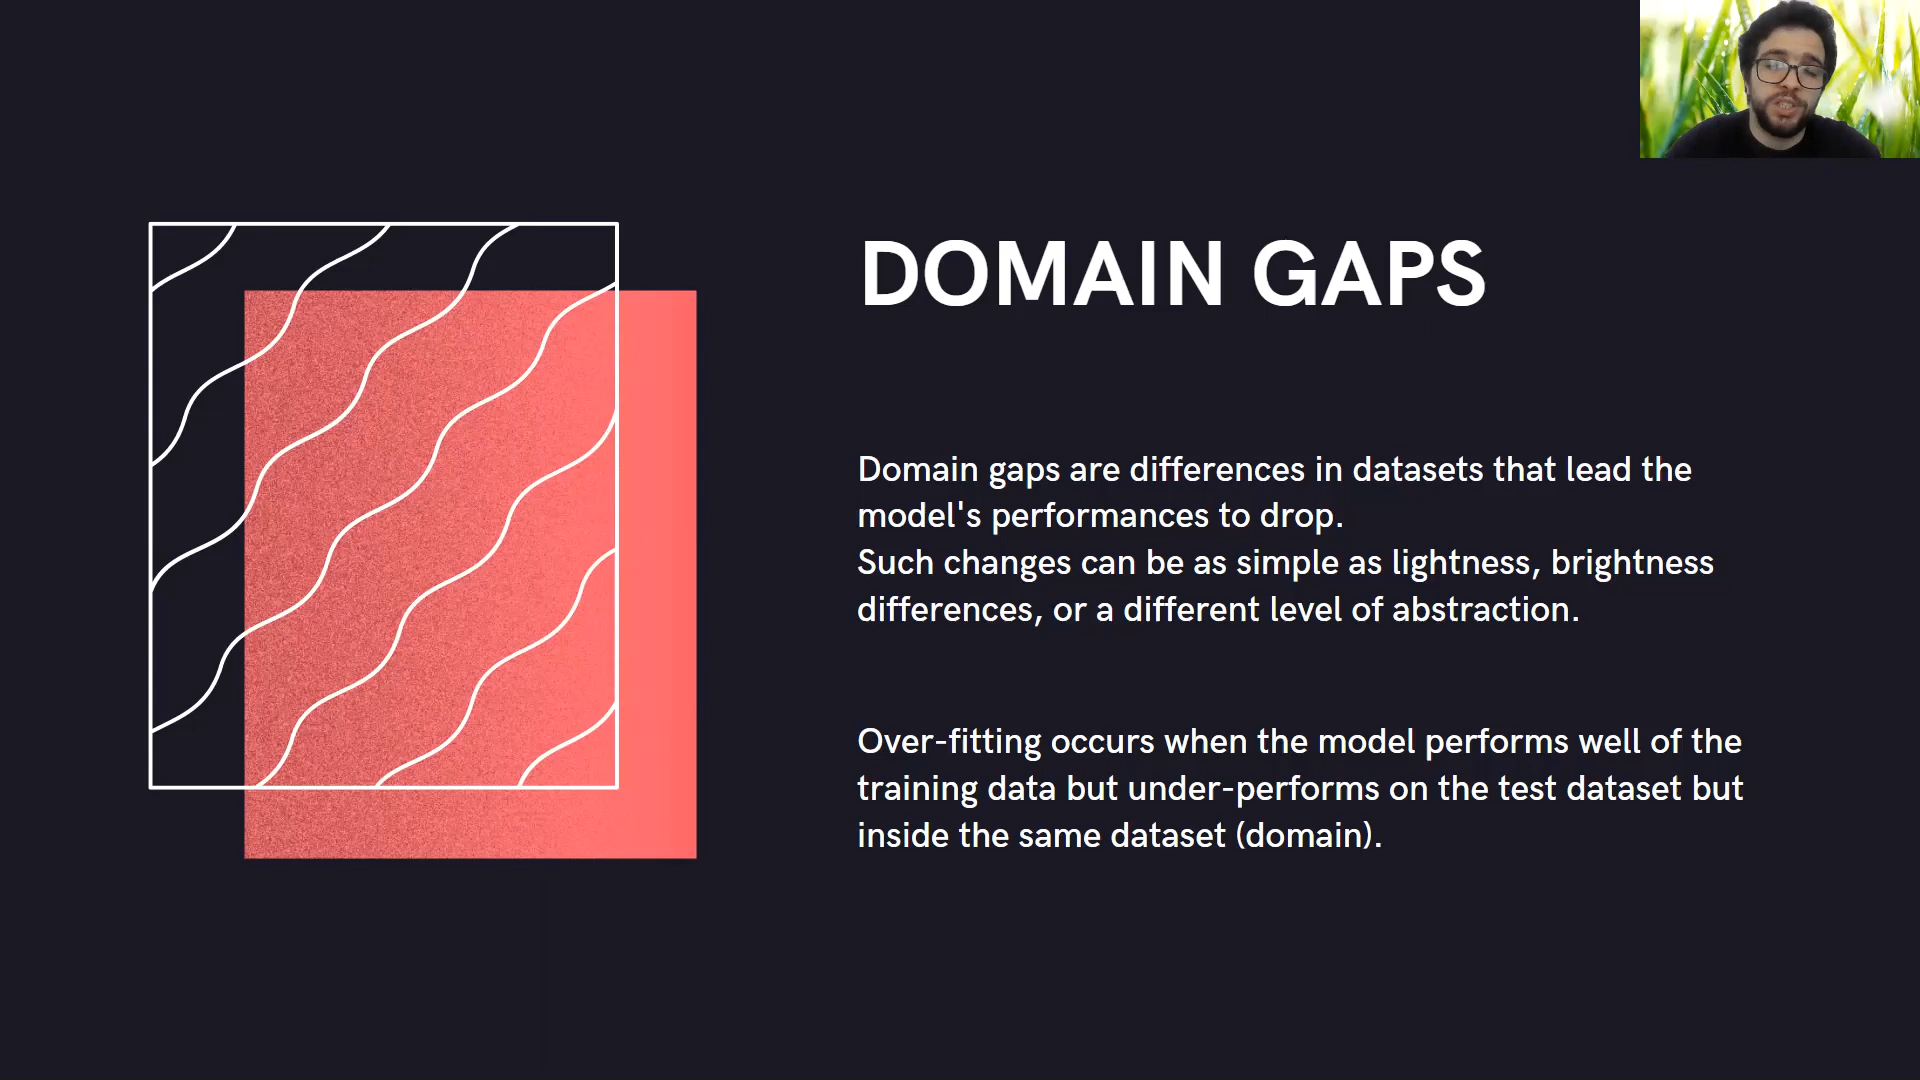 DOMAIN GAPS
Domain gaps are differences in datasets that lead the
model's performances to drop.
Such changes can be as simple as lightness, brightness
differences, or a different level of abstraction.
Over-fitting occurs when the model performs well of the
training data but under-performs on the test dataset but
inside the same dataset (domain).